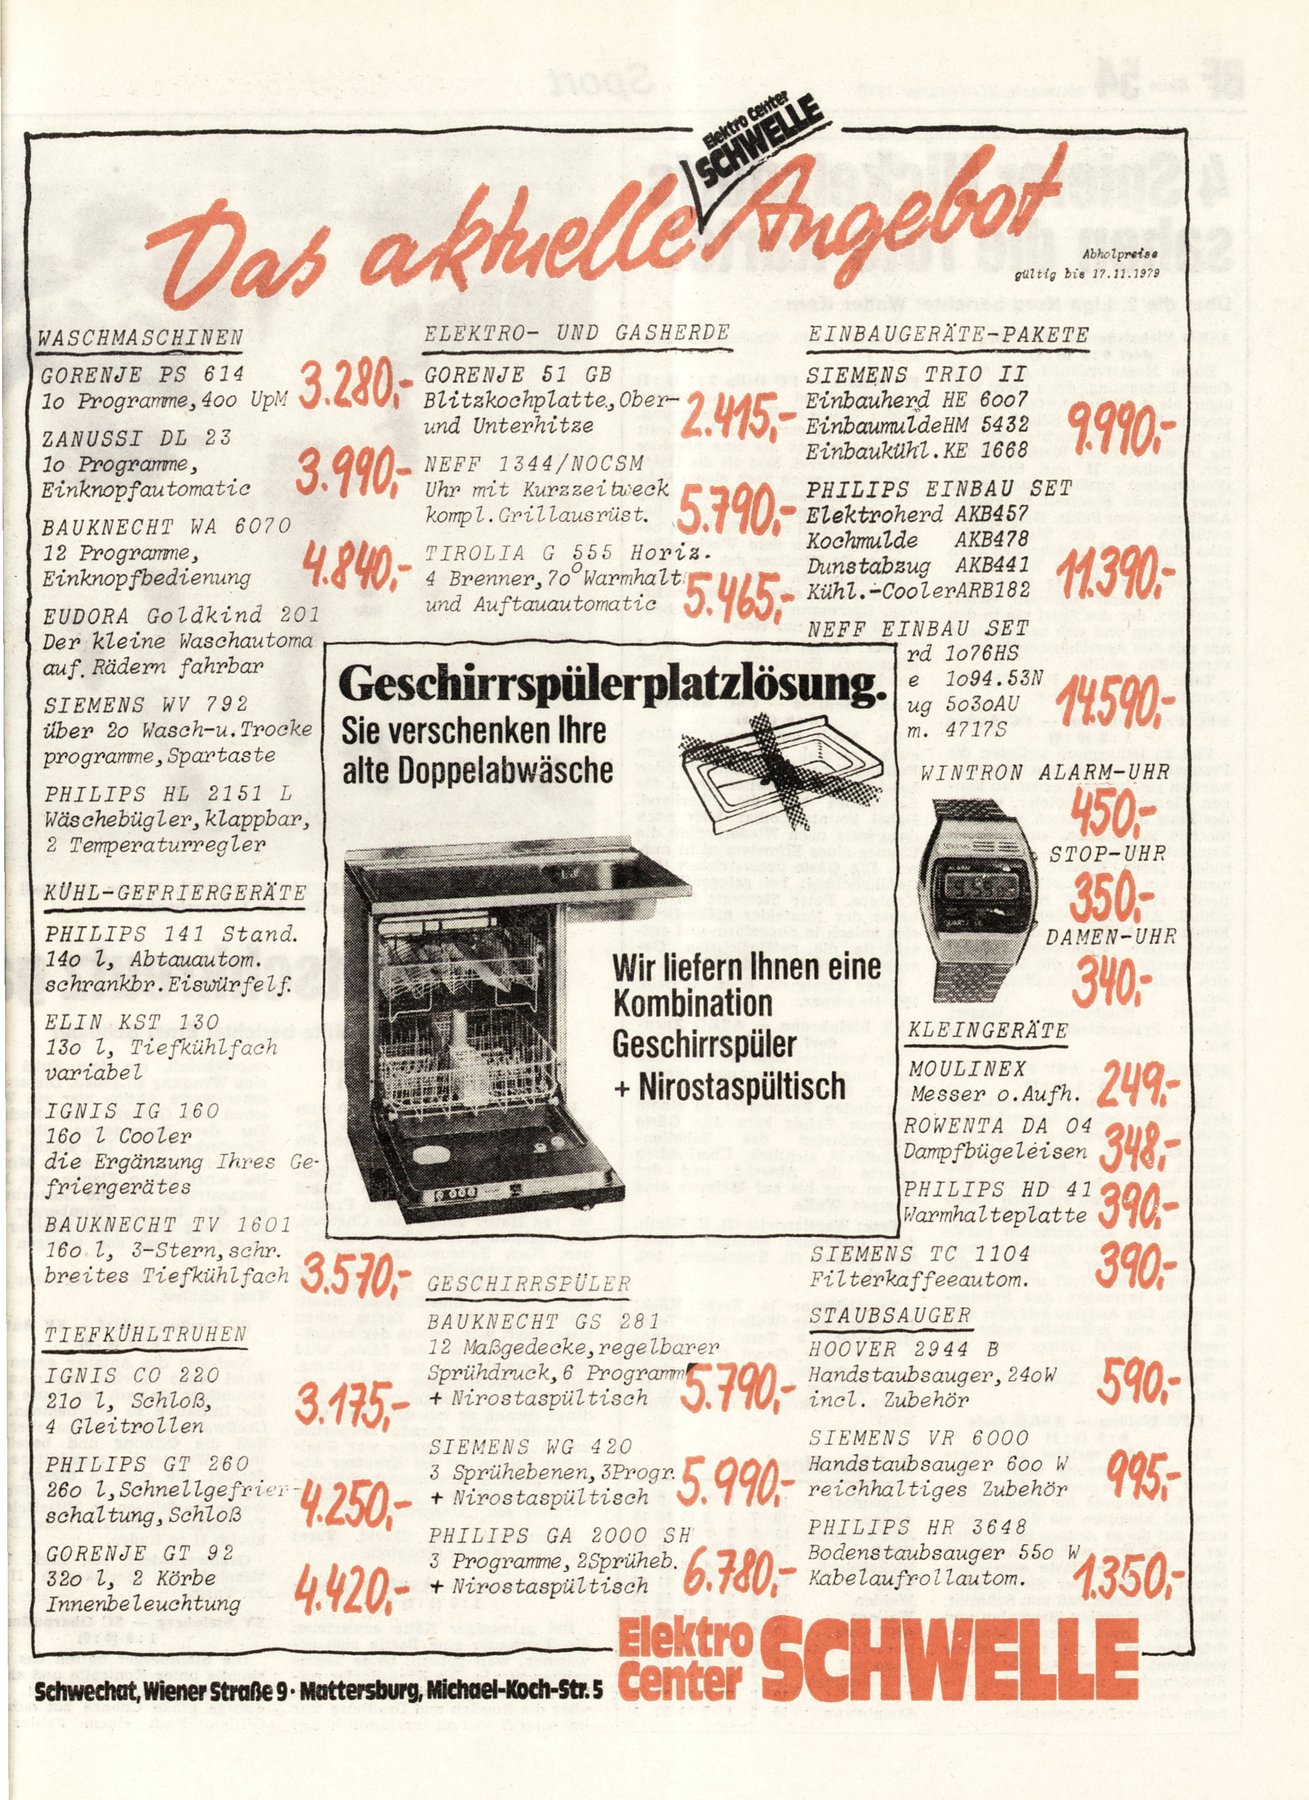 Elektro Center
SCHWELLE
Das aktuelle Angebot
Abholpreise
gültig bis 17.11.1979
WASCHMASCHINEN
GORENJE PS 614
1o Programme, 4oo UpM 3.280,-
ZANUSSI DL 23
1o Programme,
Einknopfautomatic 3.990,-
BAUKNECHT WA 6070
12 Programme,
Einknopfbedienung 4.840,-
EUDORA Goldkind 201
Der kleine Waschautoma
auf Rädern fahrbar
SIEMENS WV 792
über 2o Wasch-u.Trocke
programme, Spartaste
PHILIPS HL 2151 L
Wäschebügler, klappbar,
2 Temperaturregler
KÜHL-GEFRIERGERÄTE
PHILIPS 141 Stand.
14o l, Abtauautom.
schrankbr. Eiswürfelf.
ELIN KST 130
13o l, Tiefkühlfach
variabel
IGNIS IG 160
16o l Cooler
die Ergänzung Ihres Ge-
friergerätes
BAUKNECHT TV 1601
16o l, 3-Stern, schr.
breites Tiefkühlfach 3.570,-
TIEFKÜHLTRUHEN
IGNIS CO 220
21o l, Schloß,
4 Gleitrollen 3.175,-
PHILIPS GT 260
26o l, Schnellgefrier-
schaltung, Schloß 4.250,-
GORENJE GT 92
32o l, 2 Körbe
Innenbeleuchtung 4.420,-
ELEKTRO- UND GASHERDE
GORENJE 51 GB
Blitzkochplatte, Ober-
und Unterhitze 2.415,-
NEFF 1344/NOCSM
Uhr mit Kurzzeitweck
kompl. Grillausrüst. 5.790,-
TIROLIA G 555 Horiz.
4 Brenner, 7o° Warmhalt
und Auftauautomatic 5.465,-
Geschirrspülerplatzlösung.
Sie verschenken Ihre
alte Doppelabwäsche
Wir liefern Ihnen eine
Kombination
Geschirrspüler
+ Nirostaspültisch
GESCHIRRSPÜLER
BAUKNECHT GS 281
12 Maßgedecke, regelbarer
Sprühdruck, 6 Programm
+ Nirostaspültisch 5.790,-
SIEMENS WG 420
3 Sprühebenen, 3Progr.
+ Nirostaspültisch 5.990,-
PHILIPS GA 2000 SH
3 Programme, 2Sprüheb.
+ Nirostaspültisch 6.780,-
EINBAUGERÄTE-PAKETE
SIEMENS TRIO II
Einbauherd HE 6oo7
EinbaumuldeHM 5432
Einbaukühl.KE 1668 9.990,-
PHILIPS EINBAU SET
Elektroherd AKB457
Kochmulde AKB478
Dunstabzug AKB441
Kühl.-CoolerARB182 11.390,-
NEFF EINBAU SET
rd 1o76HS
e 1o94.53N
ug 5o3oAU
m. 4717S 14.590,-
WINTRON ALARM-UHR
450,-
STOP-UHR
350,-
DAMEN-UHR
340,-
KLEINGERÄTE
MOULINEX
Messer o.Aufh. 249,-
ROWENTA DA 04
Dampfbügeleisen 348,-
PHILIPS HD 41
Warmhalteplatte 390,-
SIEMENS TC 1104
Filterkaffeeautom. 390,-
STAUBSAUGER
HOOVER 2944 B
Handstaubsauger, 24oW
incl. Zubehör 590,-
SIEMENS VR 6000
Handstaubsauger 6oo W
reichhaltiges Zubehör 995,-
PHILIPS HR 3648
Bodenstaubsauger 55o W
Kabelaufrollautom. 1.350,-
Schwechat, Wiener Straße 9 · Mattersburg, Michael-Koch-Str. 5
Elektro Center SCHWELLE